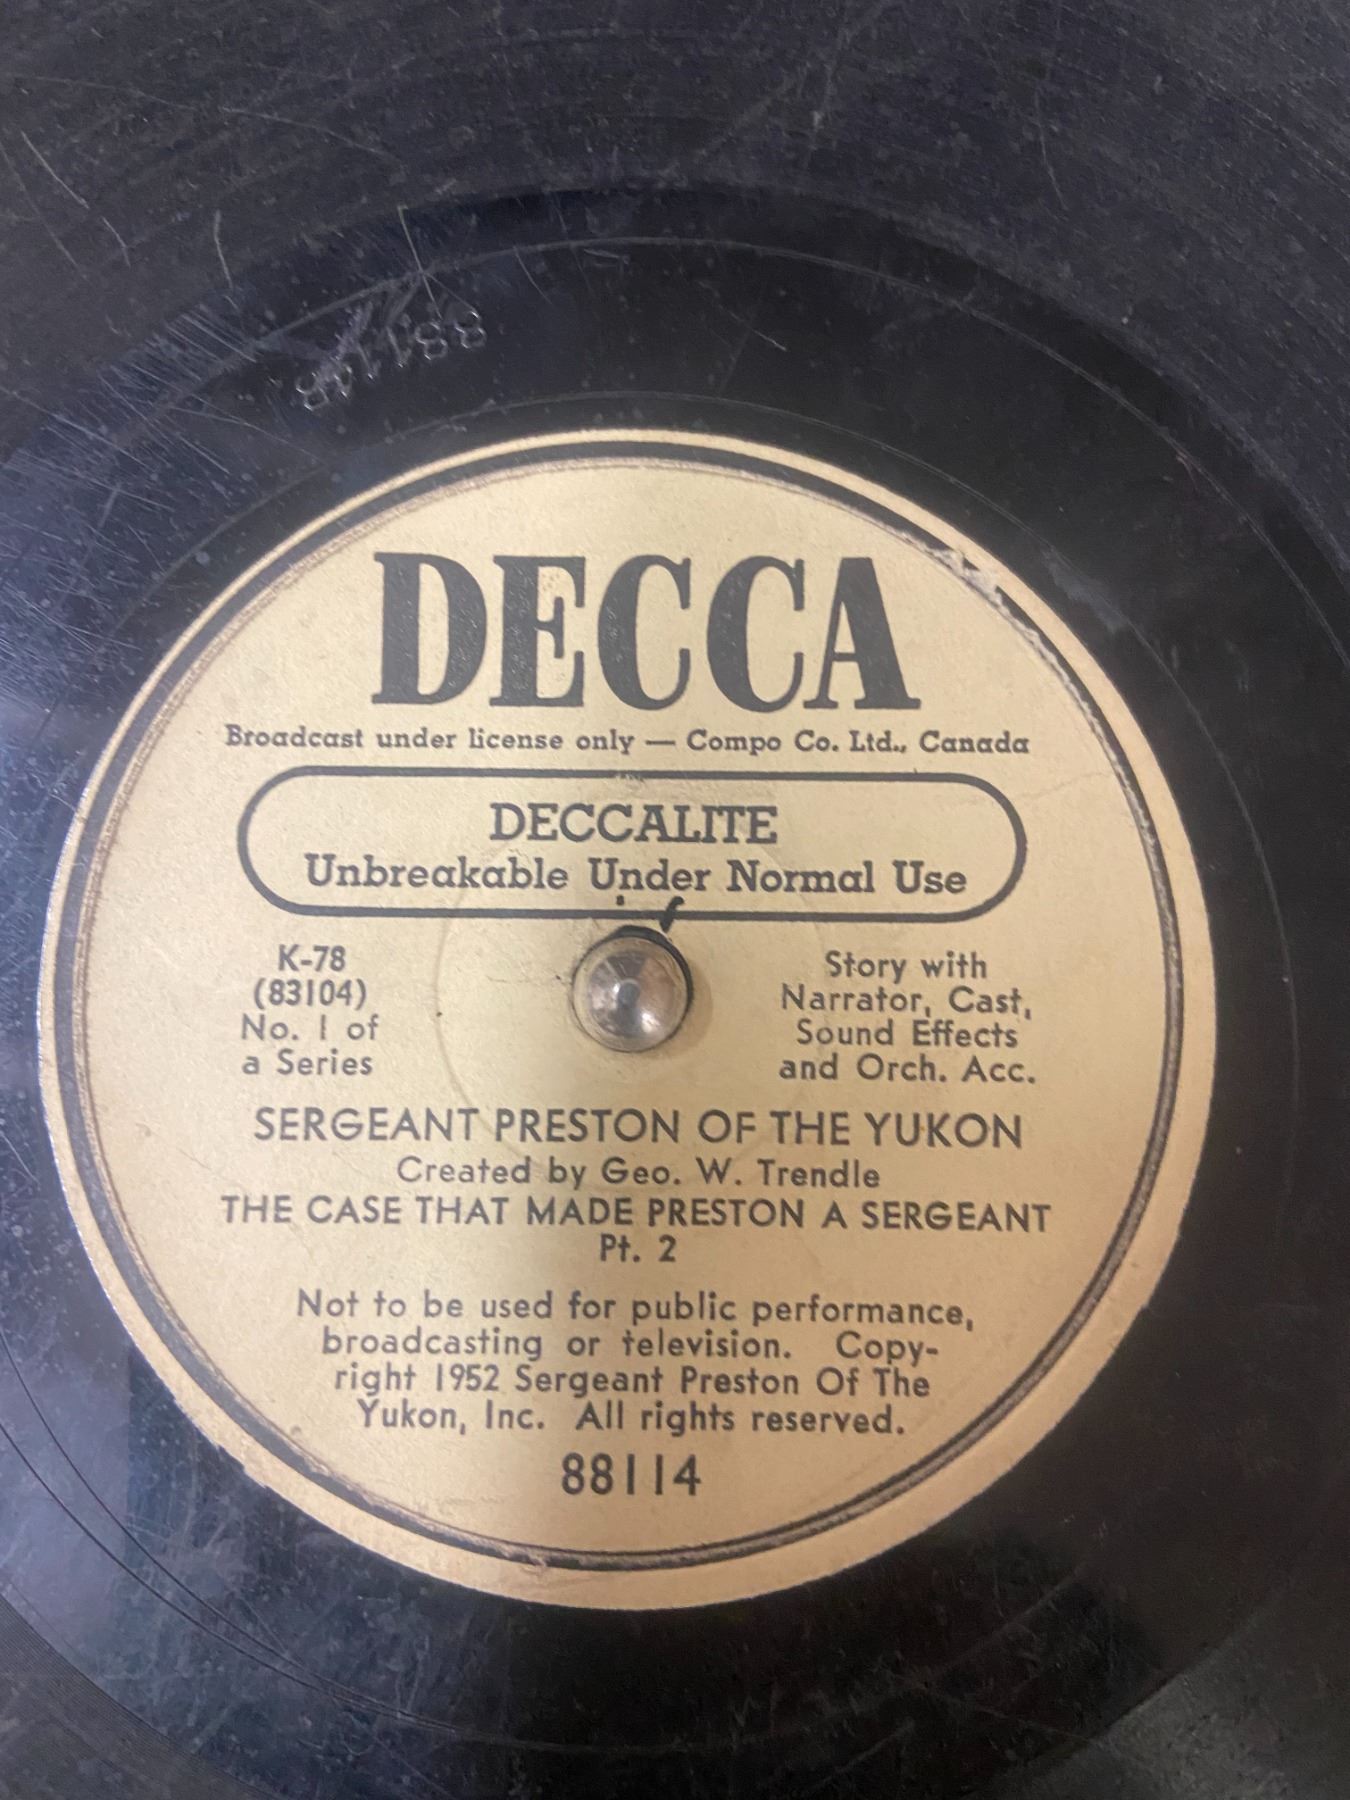 DECCA
Broadcast under license only — Compo Co. Ltd., Canada
DECCALITE
Unbreakable Under Normal Use
K-78
(83104)
No. 1 of
a Series
Story with
Narrator, Cast,
Sound Effects
and Orch. Acc.
SERGEANT PRESTON OF THE YUKON
Created by Geo. W. Trendle
THE CASE THAT MADE PRESTON A SERGEANT
Pt. 2
Not to be used for public performance,
broadcasting or television. Copy-
right 1952 Sergeant Preston Of The
Yukon, Inc. All rights reserved.
88114